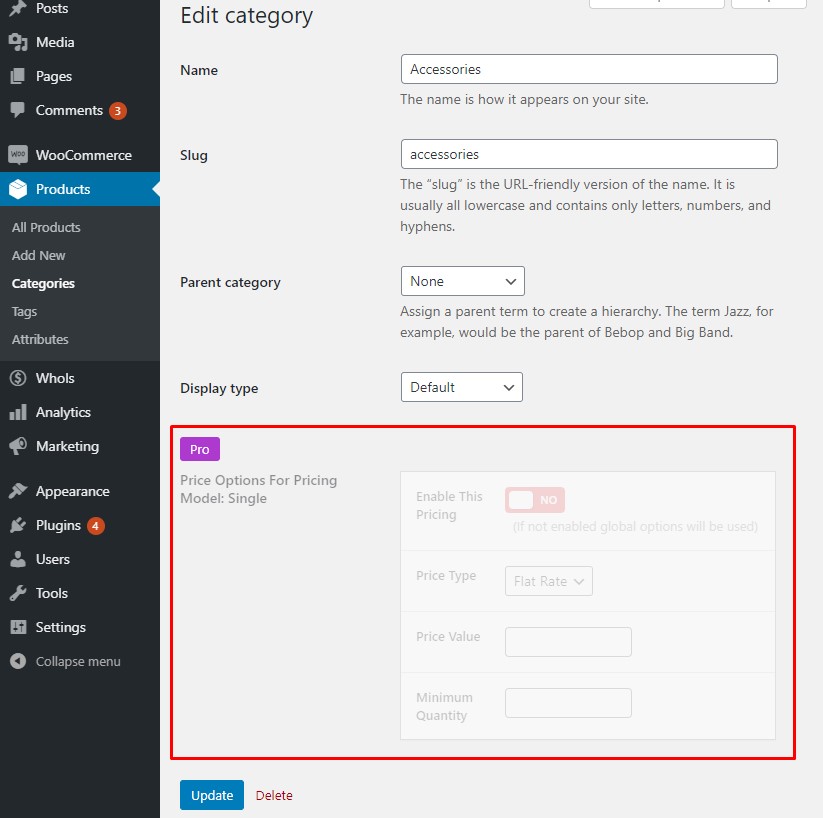 Posts
Media
Pages
Comments 3
WOO WooCommerce
Products
All Products
Add New
Categories
Tags
Attributes
Whols
Analytics
Marketing
Appearance
Plugins 4
Users
Tools
Settings
Collapse menu
Edit category
Name
Accessories
The name is how it appears on your site.
Slug
accessories
The “slug” is the URL-friendly version of the name. It is
usually all lowercase and contains only letters, numbers, and
hyphens.
Parent category
None
Assign a parent term to create a hierarchy. The term Jazz, for
example, would be the parent of Bebop and Big Band.
Display type
Default
Pro
Price Options For Pricing
Model: Single
Enable This
Pricing
NO
(If not enabled global options will be used)
Price Type
Flat Rate
Price Value
Minimum
Quantity
Update
Delete